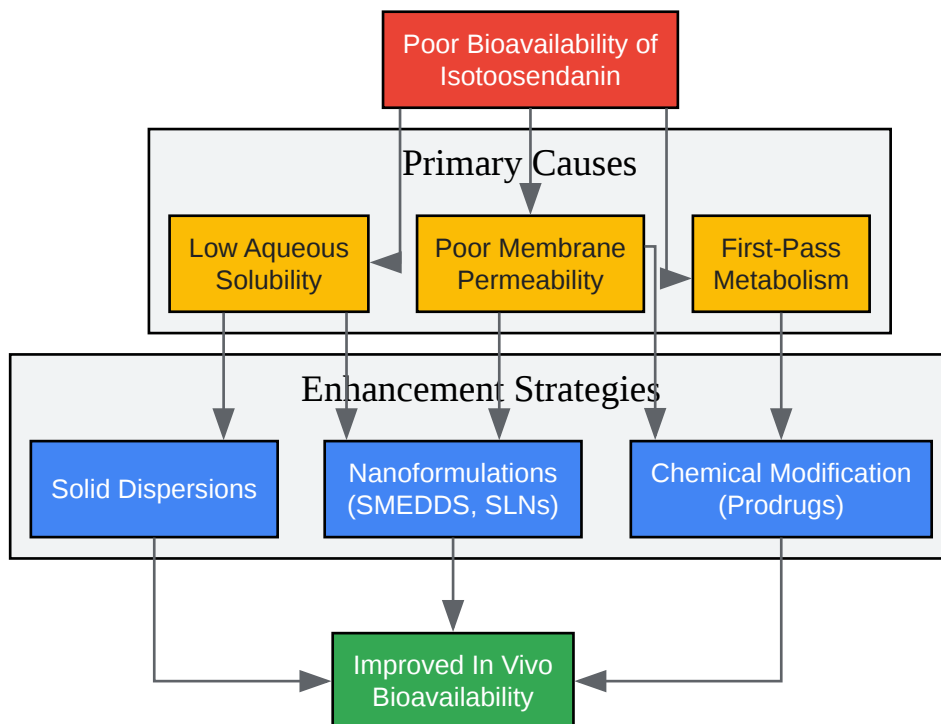 Poor Bioavailability of
Isotoosendanin
Primary Causes
Low Aqueous
Solubility
Poor Membrane
Permeability
First-Pass
Metabolism
Enhancement Strategies
Solid Dispersions
Nanoformulations
(SMEDDS, SLNs)
Chemical Modification
(Prodrugs)
Improved In Vivo
Bioavailability